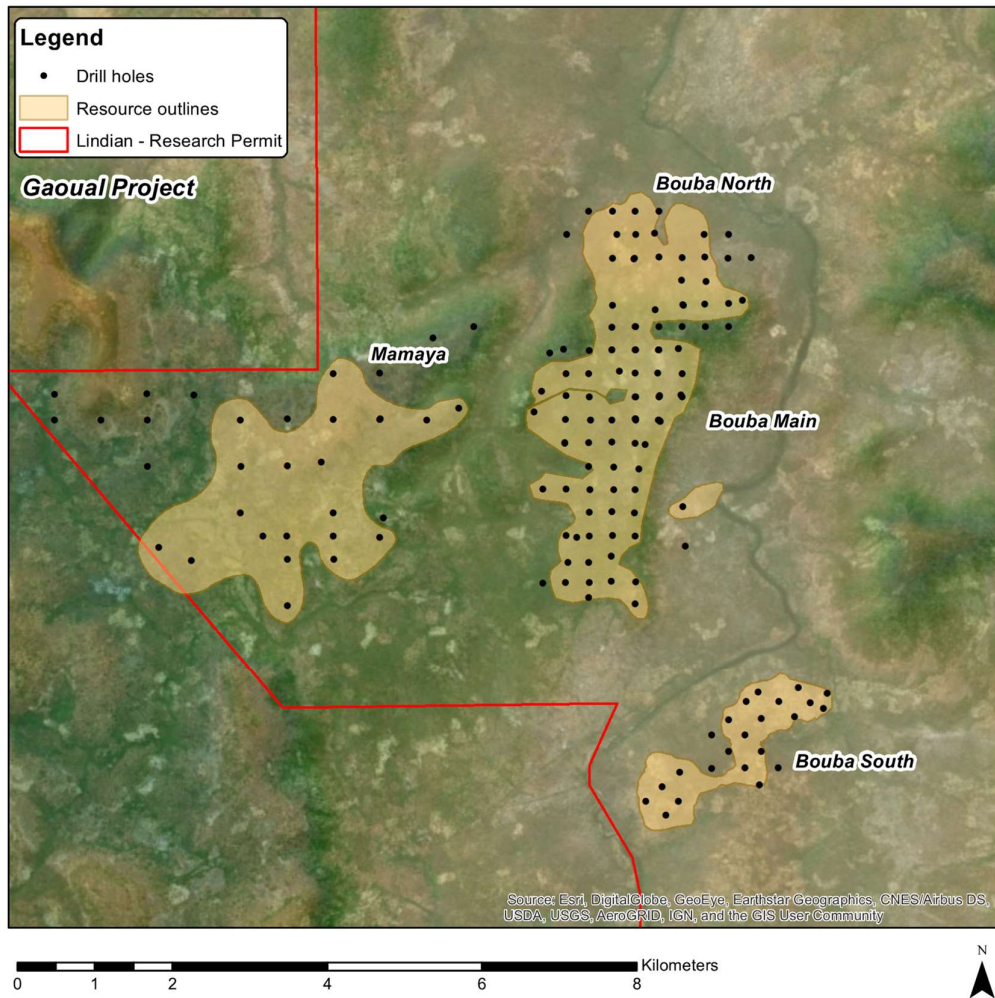 Legend
Drill holes
Resource outlines
Lindian - Research Permit
Gaoual Project
Bouba North
Mamaya
Bouba Main
Bouba South
Source: Esri, DigitalGlobe, GeoEye, Earthstar Geographics, CNES/Airbus DS,
USDA, USGS, AeroGRID, IGN, and the GIS User Community
Kilometers
0 1 2 4 6 8
N